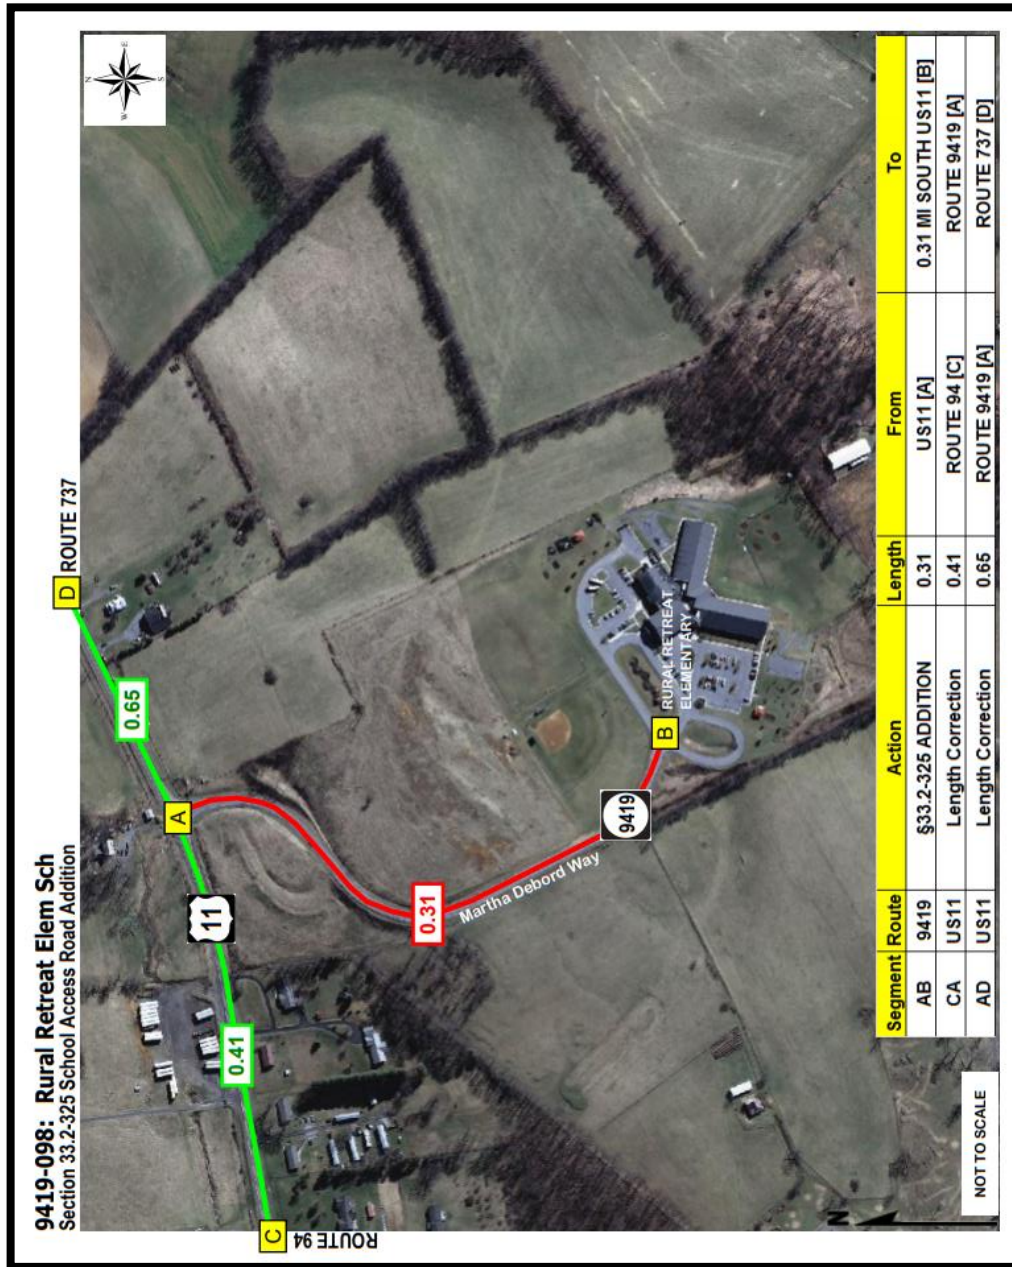 9419-098: Rural Retreat Elem Sch
Section 33.2-325 School Access Road Addition
N
W
E
S
D
ROUTE 737
0.65
A
11
0.41
C
ROUTE 94
0.31
Martha Debord Way
9419
B
RURAL RETREAT
ELEMENTARY
Segment Route Action Length From To
AB 9419 §33.2-325 ADDITION 0.31 US11 [A] 0.31 MI SOUTH US11 [B]
CA US11 Length Correction 0.41 ROUTE 94 [C] ROUTE 9419 [A]
AD US11 Length Correction 0.65 ROUTE 9419 [A] ROUTE 737 [D]
N
NOT TO SCALE